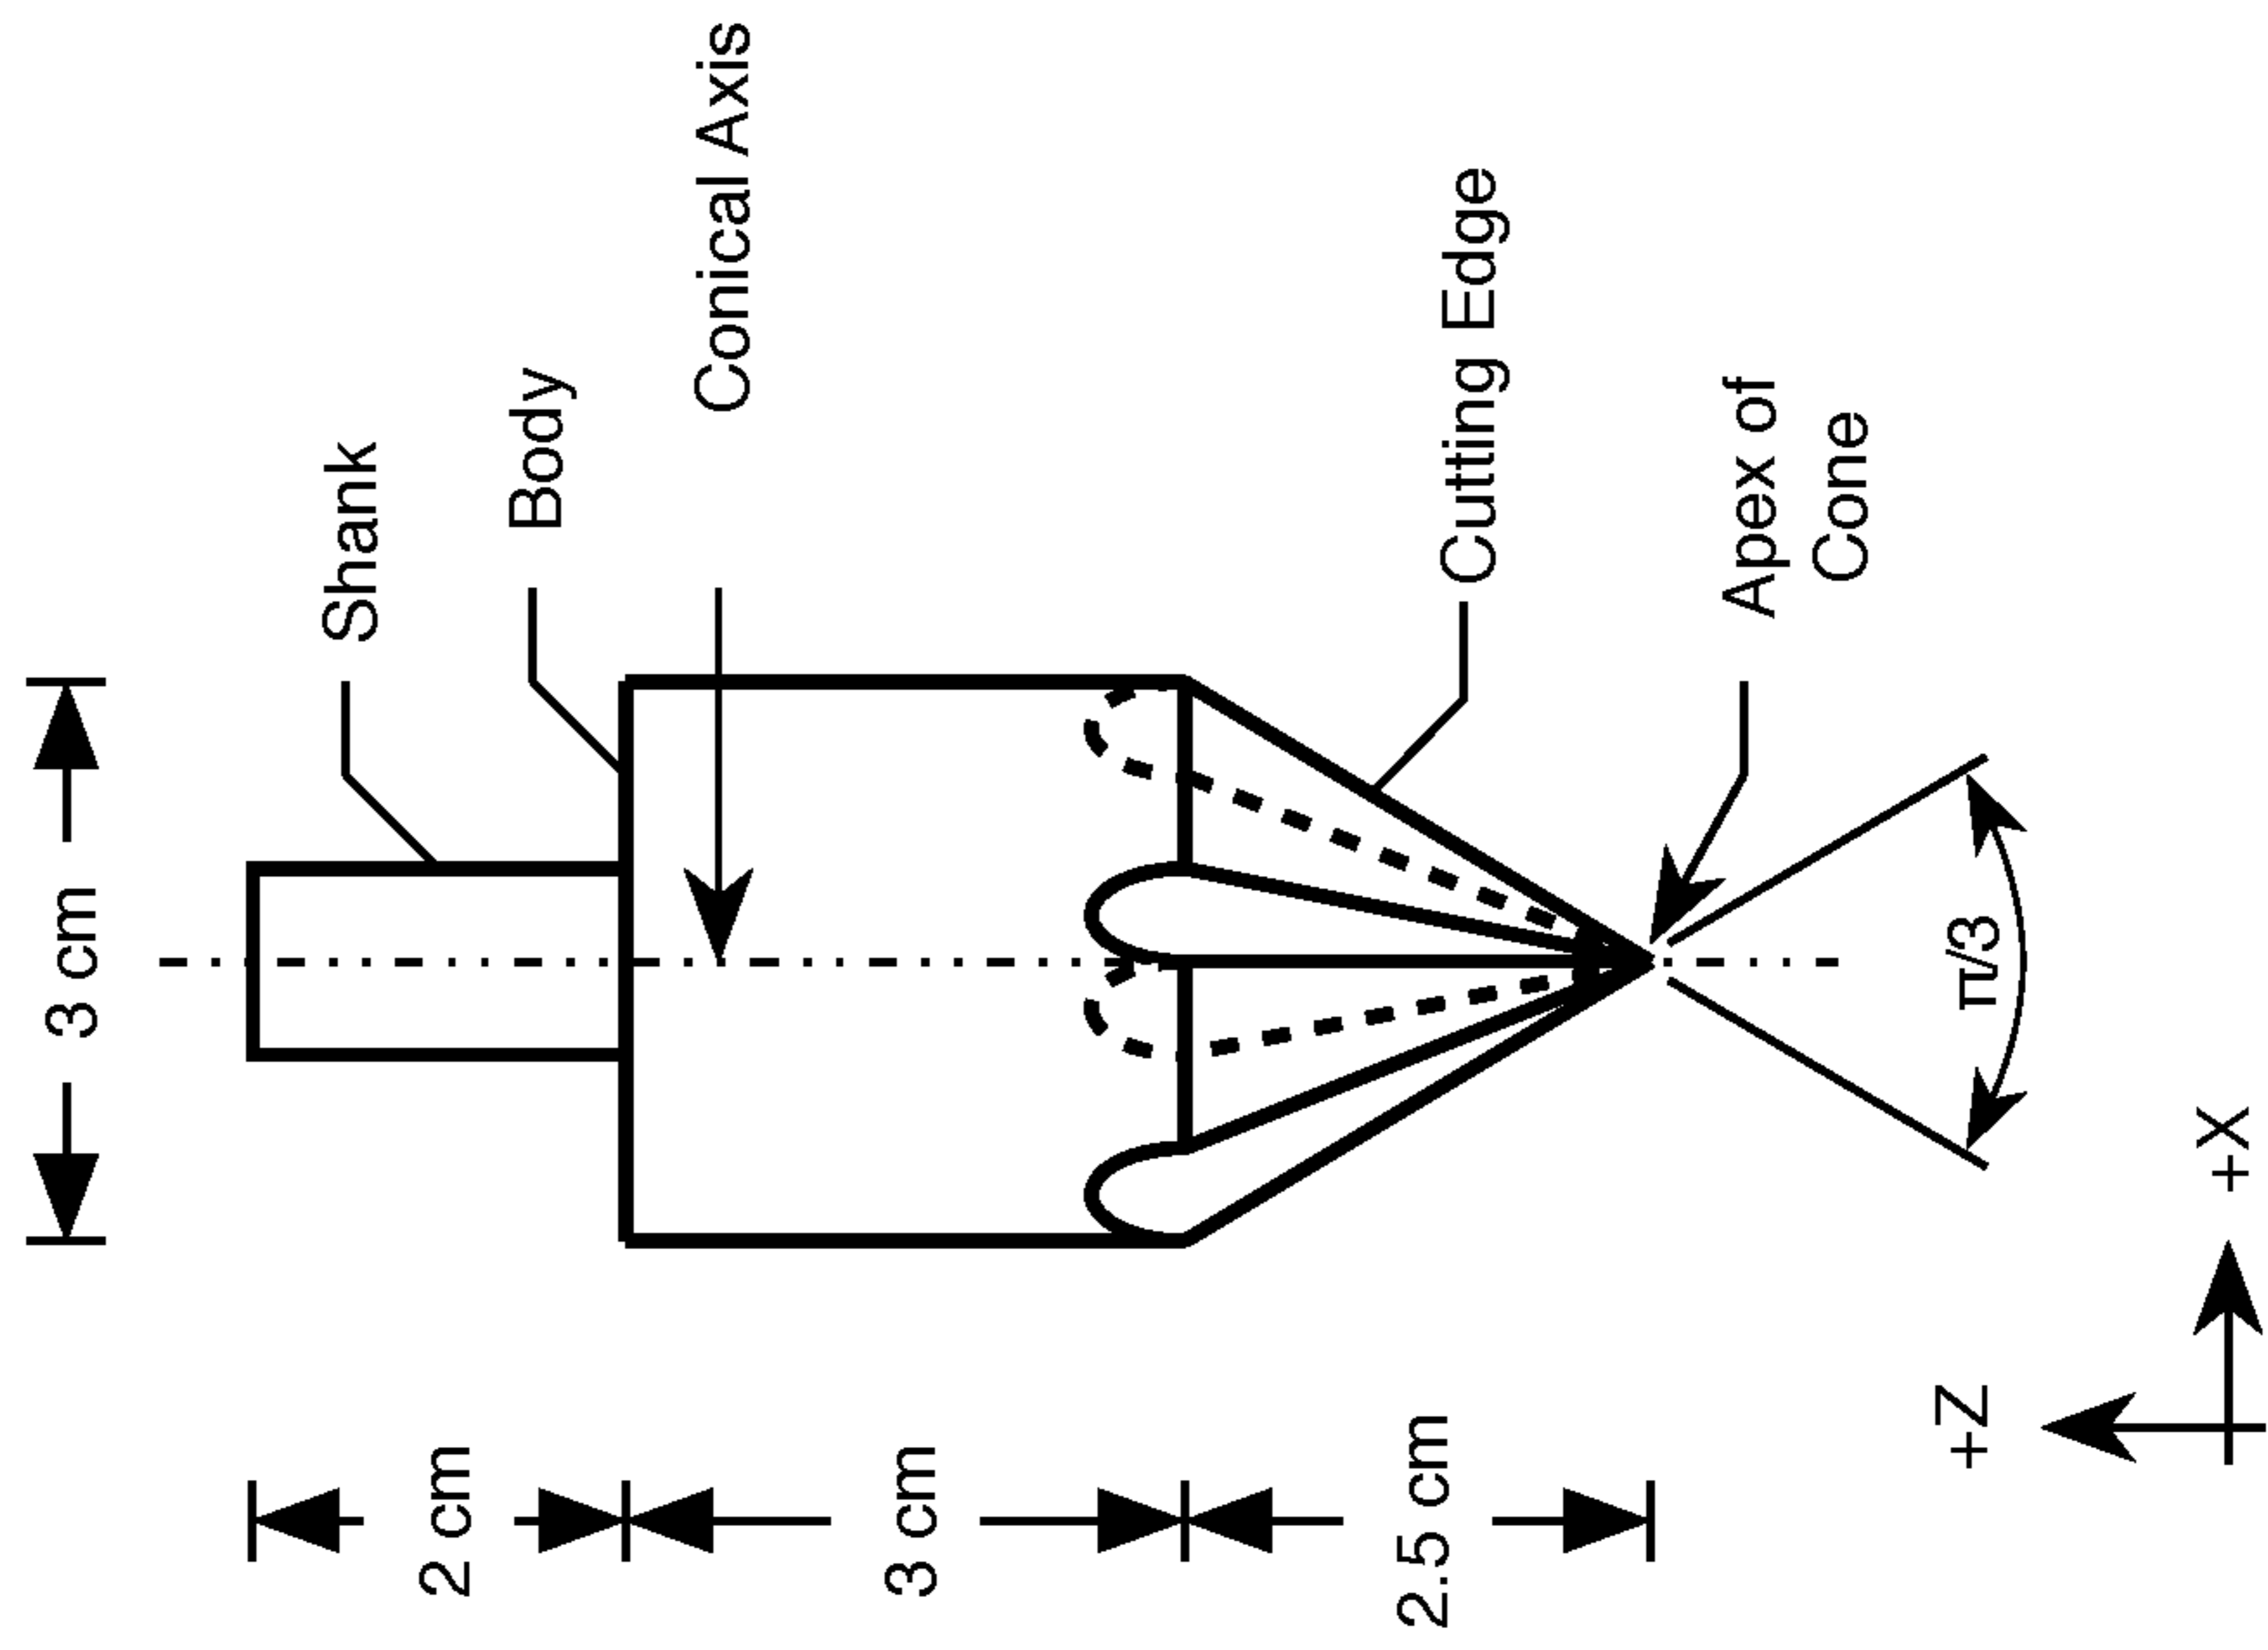 3 cm
Shank
Body
Conical Axis
Cutting Edge
Apex of
Cone
π/3
2 cm
3 cm
2.5 cm
+Z
+X